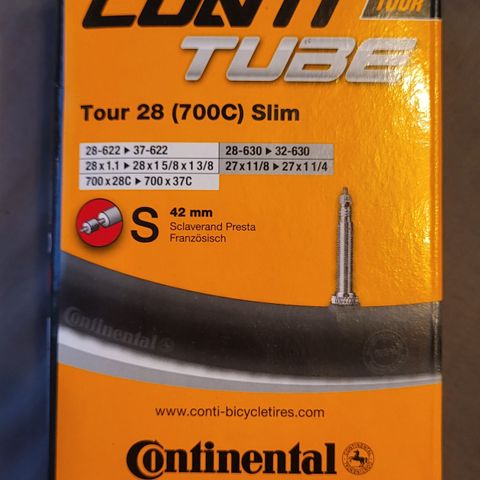 CONTI TOUR
TUBE
Tour 28 (700C) Slim
28-622 ▸ 37-622 28-630 ▸ 32-630
28 x 1.1 ▸ 28 x 1 5/8 x 1 3/8 27 x 1 1/8 ▸ 27 x 1 1/4
700 x 28C ▸ 700 x 37C
S 42 mm
Sclaverand Presta
Französisch
Continental
www.conti-bicycletires.com
Continental